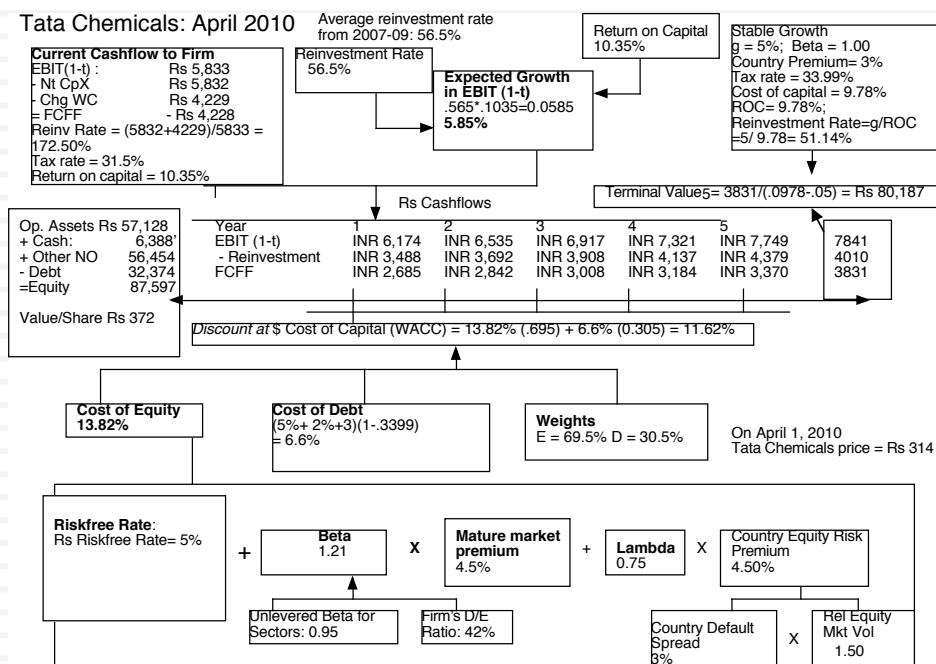 Tata Chemicals: April 2010
Average reinvestment rate
from 2007-09: 56.5%
Current Cashflow to Firm
EBIT(1-t) : Rs 5,833
- Nt CpX Rs 5,832
- Chg WC Rs 4,229
= FCFF - Rs 4,228
Reinv Rate = (5832+4229)/5833 =
172.50%
Tax rate = 31.5%
Return on capital = 10.35%
Reinvestment Rate
56.5%
Expected Growth
in EBIT (1-t)
.565*.1035=0.0585
5.85%
Return on Capital
10.35%
Stable Growth
g = 5%; Beta = 1.00
Country Premium= 3%
Tax rate = 33.99%
Cost of capital = 9.78%
ROC= 9.78%;
Reinvestment Rate=g/ROC
=5/ 9.78= 51.14%
Terminal Value5= 3831/(.0978-.05) = Rs 80,187
Rs Cashflows
Op. Assets Rs 57,128
+ Cash: 6,388'
+ Other NO 56,454
- Debt 32,374
=Equity 87,597
Value/Share Rs 372
Year 1 2 3 4 5
EBIT (1-t) INR 6,174 INR 6,535 INR 6,917 INR 7,321 INR 7,749 7841
- Reinvestment INR 3,488 INR 3,692 INR 3,908 INR 4,137 INR 4,379 4010
FCFF INR 2,685 INR 2,842 INR 3,008 INR 3,184 INR 3,370 3831
Discount at $ Cost of Capital (WACC) = 13.82% (.695) + 6.6% (0.305) = 11.62%
Cost of Equity
13.82%
Cost of Debt
(5%+ 2%+3)(1-.3399)
= 6.6%
Weights
E = 69.5% D = 30.5%
On April 1, 2010
Tata Chemicals price = Rs 314
Riskfree Rate:
Rs Riskfree Rate= 5%
+
Beta
1.21
X
Mature market
premium
4.5%
+
Lambda
0.75
X
Country Equity Risk
Premium
4.50%
Unlevered Beta for
Sectors: 0.95
Firm's D/E
Ratio: 42%
Country Default
Spread
3%
X
Rel Equity
Mkt Vol
1.50